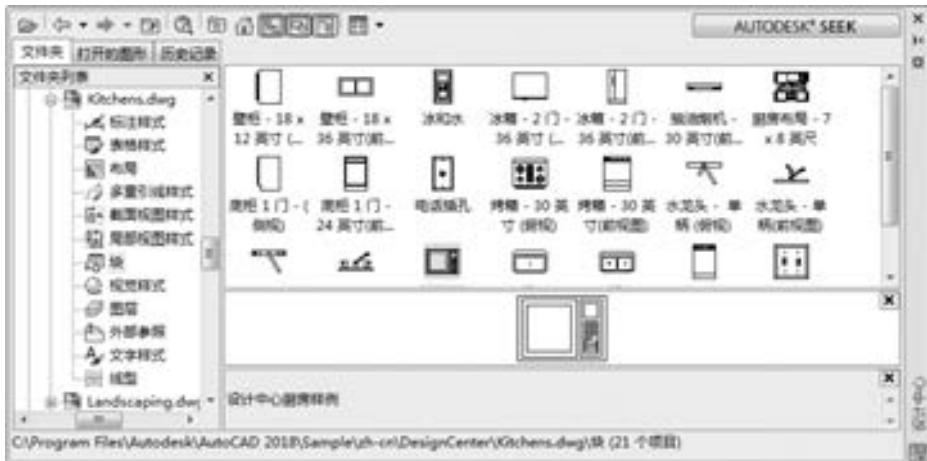 AUTODESK® SEEK
文件夹 打开的图形 历史记录
文件夹列表
Kitchens.dwg
标注样式
表格样式
布局
多重引线样式
截面视图样式
局部视图样式
块
视觉样式
图层
外部参照
文字样式
线型
Landscaping.dwg
壁柜 - 18 x 12 英寸 (...
壁柜 - 18 x 36 英寸(前...
冰和水
冰箱 - 2 门 - 36 英寸 (...
冰箱 - 2 门 - 36 英寸(前...
抽油烟机 - 30 英寸(前...
厨房布局 - 7 x 8 英尺
底柜 1 门 - (侧视)
底柜 1 门 - 24 英寸(前...
电话插孔
烤箱 - 30 英寸 (俯视)
烤箱 - 30 英寸(前视图)
水龙头 - 单柄 (俯视)
水龙头 - 单柄(前视图)
设计中心厨房样例
C:\Program Files\Autodesk\AutoCAD 2018\Sample\zh-cn\DesignCenter\Kitchens.dwg\块 (21 个项目)